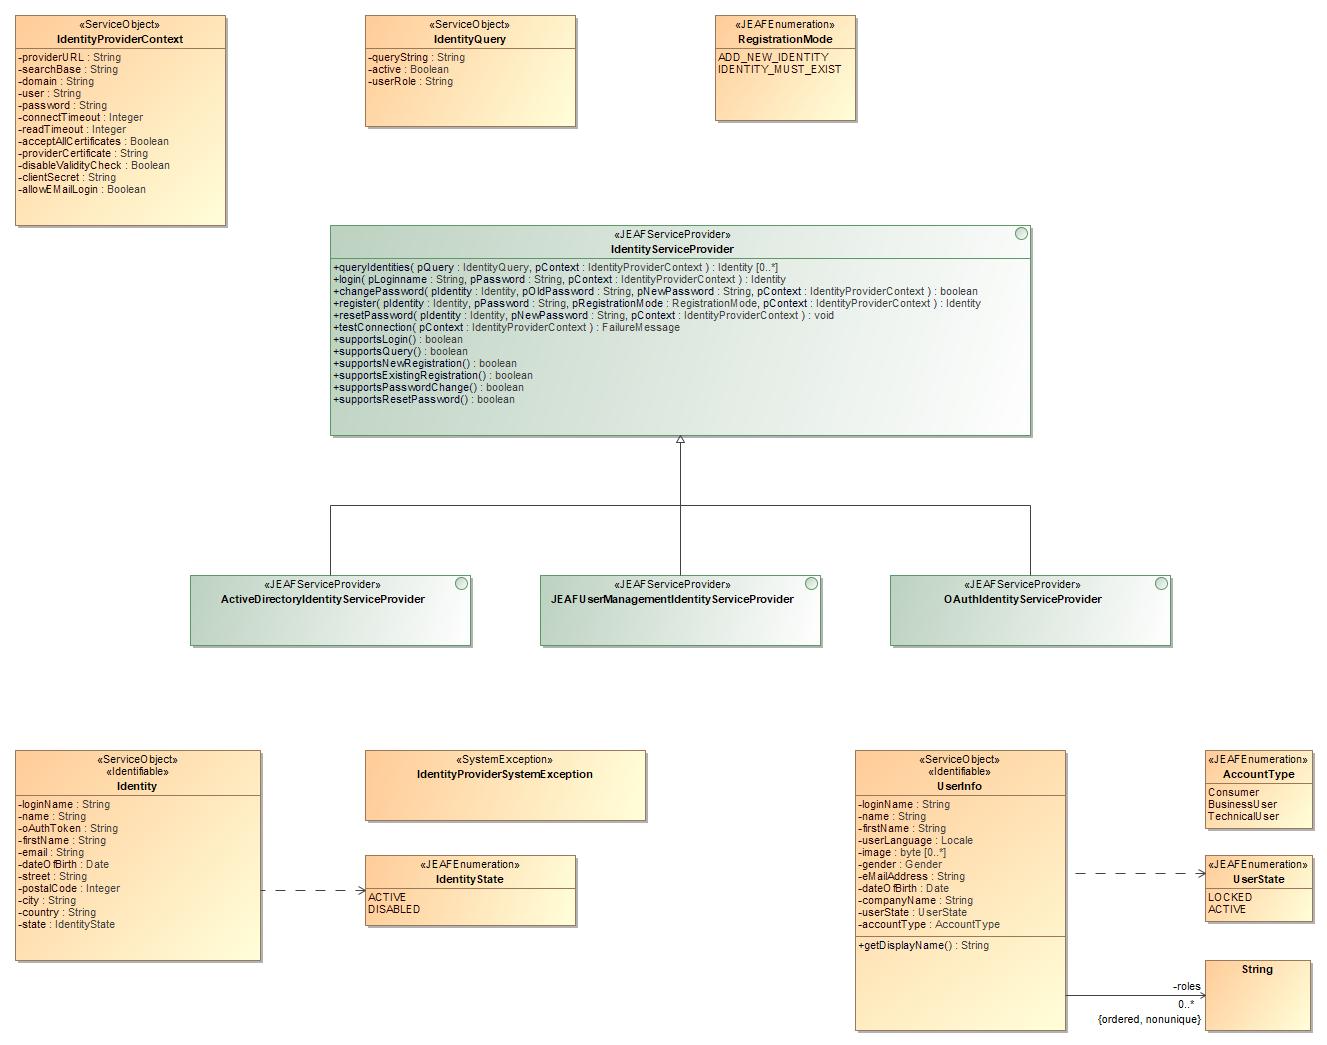 «ServiceObject»
IdentityProviderContext
-providerURL : String
-searchBase : String
-domain : String
-user : String
-password : String
-connectTimeout : Integer
-readTimeout : Integer
-acceptAllCertificates : Boolean
-providerCertificate : String
-disableValidityCheck : Boolean
-clientSecret : String
-allowEMailLogin : Boolean
«ServiceObject»
IdentityQuery
-queryString : String
-active : Boolean
-userRole : String
«JEAFEnumeration»
RegistrationMode
ADD_NEW_IDENTITY
IDENTITY_MUST_EXIST
«JEAFServiceProvider»
IdentityServiceProvider
+queryIdentities( pQuery : IdentityQuery, pContext : IdentityProviderContext ) : Identity [0..*]
+login( pLoginname : String, pPassword : String, pContext : IdentityProviderContext ) : Identity
+changePassword( pIdentity : Identity, pOldPassword : String, pNewPassword : String, pContext : IdentityProviderContext ) : boolean
+register( pIdentity : Identity, pPassword : String, pRegistrationMode : RegistrationMode, pContext : IdentityProviderContext ) : Identity
+resetPassword( pIdentity : Identity, pNewPassword : String, pContext : IdentityProviderContext ) : void
+testConnection( pContext : IdentityProviderContext ) : FailureMessage
+supportsLogin() : boolean
+supportsQuery() : boolean
+supportsNewRegistration() : boolean
+supportsExistingRegistration() : boolean
+supportsPasswordChange() : boolean
+supportsResetPassword() : boolean
«JEAFServiceProvider»
ActiveDirectoryIdentityServiceProvider
«JEAFServiceProvider»
JEAFUserManagementIdentityServiceProvider
«JEAFServiceProvider»
OAuthIdentityServiceProvider
«ServiceObject»
«Identifiable»
Identity
-loginName : String
-name : String
-oAuthToken : String
-firstName : String
-email : String
-dateOfBirth : Date
-street : String
-postalCode : Integer
-city : String
-country : String
-state : IdentityState
«SystemException»
IdentityProviderSystemException
«JEAFEnumeration»
IdentityState
ACTIVE
DISABLED
«ServiceObject»
«Identifiable»
UserInfo
-loginName : String
-name : String
-firstName : String
-userLanguage : Locale
-image : byte [0..*]
-gender : Gender
-eMailAddress : String
-dateOfBirth : Date
-companyName : String
-userState : UserState
-accountType : AccountType
+getDisplayName() : String
«JEAFEnumeration»
AccountType
Consumer
BusinessUser
TechnicalUser
«JEAFEnumeration»
UserState
LOCKED
ACTIVE
String
-roles
0..*
{ordered, nonunique}